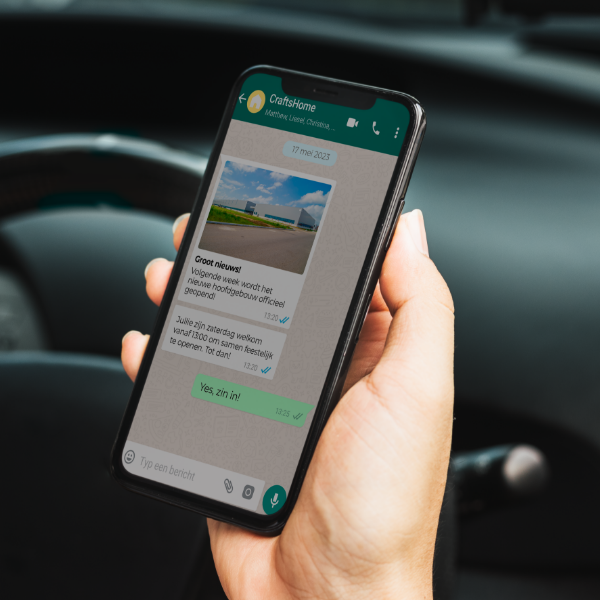 CraftsHome
Matthew, Liesel, Christina, ...
17 mei 2023
Groot nieuws!
Volgende week wordt het
nieuwe hoofdgebouw officieel
geopend!
13:20
Jullie zijn zaterdag welkom
vanaf 13:00 om samen feestelijk
te openen. Tot dan!
13:20
Yes, zin in!
13:25
Typ een bericht